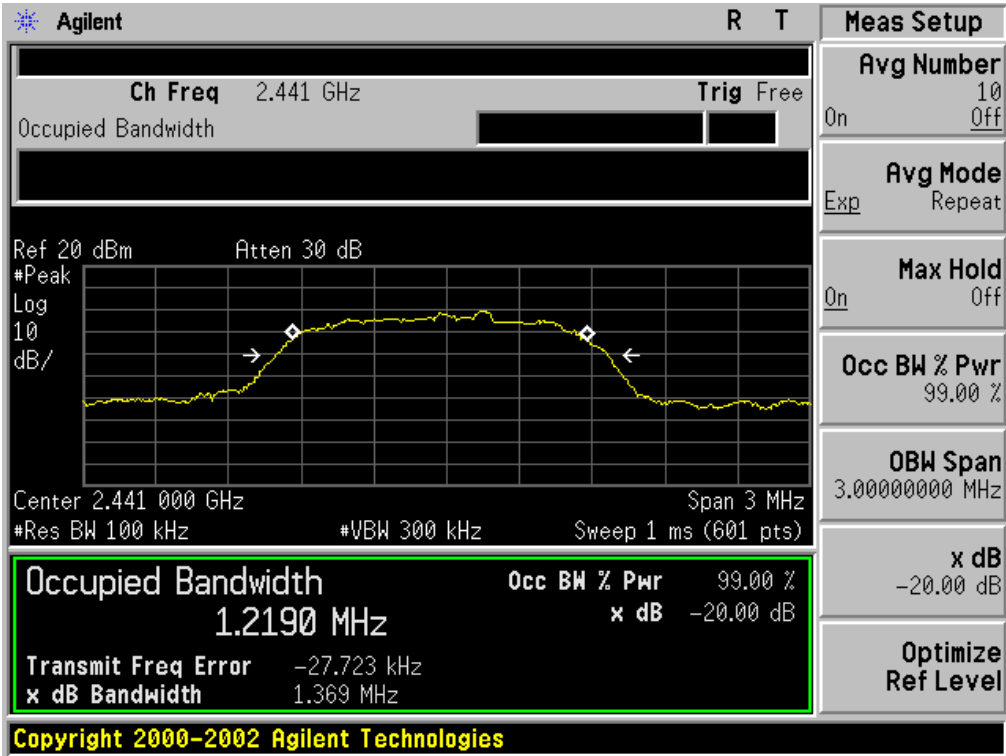 Agilent R T Meas Setup
Ch Freq 2.441 GHz Trig Free
Occupied Bandwidth
Ref 20 dBm Atten 30 dB
#Peak
Log
10
dB/
Center 2.441 000 GHz Span 3 MHz
#Res BW 100 kHz #VBW 300 kHz Sweep 1 ms (601 pts)
Occupied Bandwidth Occ BW % Pwr 99.00 %
1.2190 MHz x dB -20.00 dB
Transmit Freq Error -27.723 kHz
x dB Bandwidth 1.369 MHz
Avg Number
10
On Off
Avg Mode
Exp Repeat
Max Hold
On Off
Occ BW % Pwr
99.00 %
OBW Span
3.00000000 MHz
x dB
-20.00 dB
Optimize
Ref Level
Copyright 2000-2002 Agilent Technologies